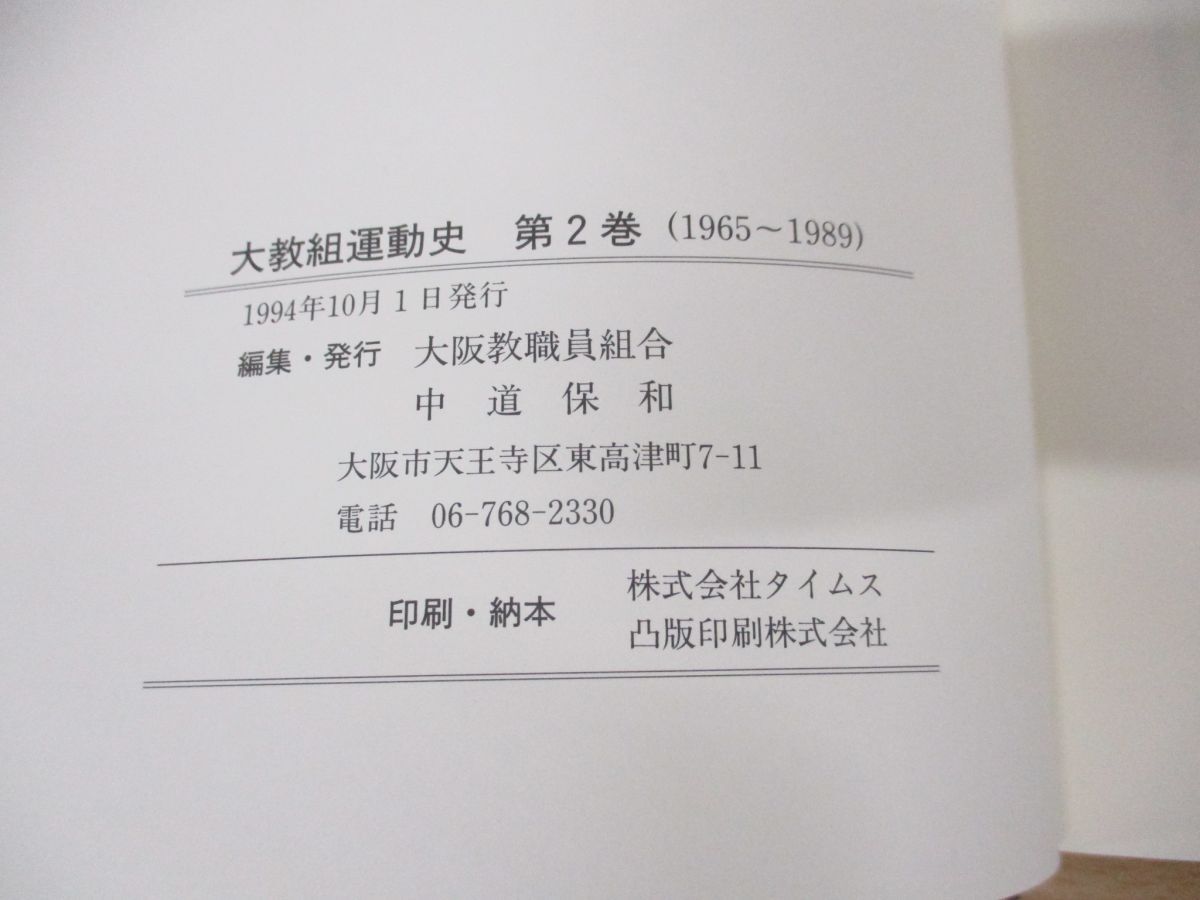 大教組運動史　第2巻 (1965〜1989)
1994年10月1日発行
編集・発行　大阪教職員組合
中　道　保　和
大阪市天王寺区東高津町7-11
電話　06-768-2330
印刷・納本　株式会社タイムス
凸版印刷株式会社